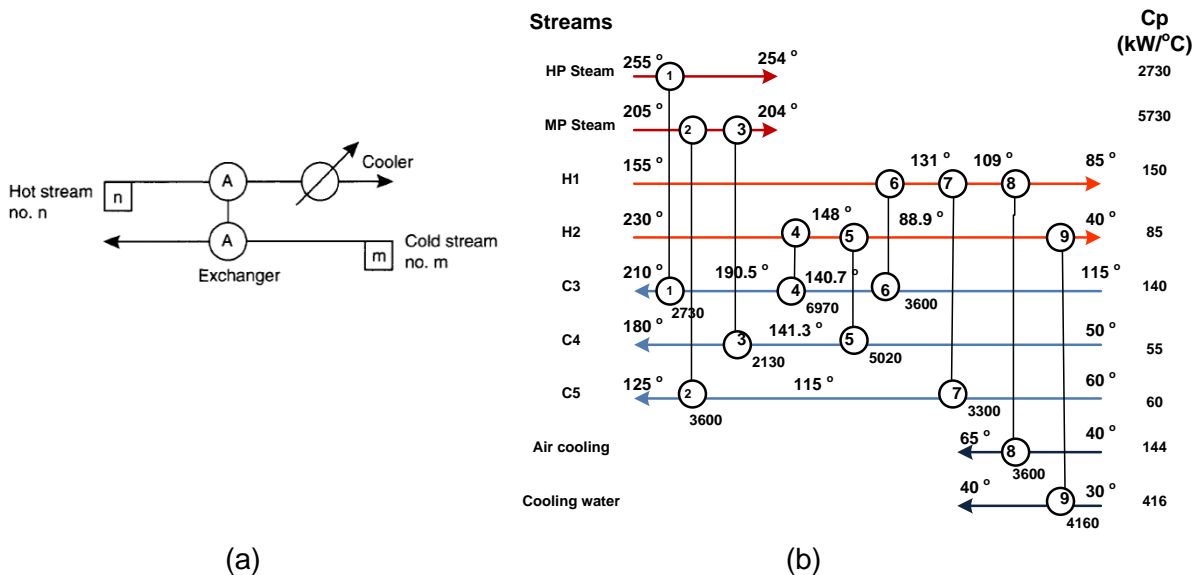 Hot stream
no. n
n
A
Cooler
A
Exchanger
m
Cold stream
no. m
(a)
Streams
Cp
(kW/°C)
HP Steam 255 ° 1 254 ° 2730
MP Steam 205 ° 2 3 204 ° 5730
H1 155 ° 6 131 ° 7 109 ° 8 85 ° 150
H2 230 ° 4 148 ° 5 88.9 ° 9 40 ° 85
C3 210 ° 1 190.5 ° 4 140.7 ° 6 115 ° 140
2730 6970 3600
C4 180 ° 3 141.3 ° 5 50 ° 55
2130 5020
C5 125 ° 2 115 ° 7 60 ° 60
3600 3300
Air cooling 65 ° 8 40 ° 144
3600
Cooling water 40 ° 9 30 ° 416
4160
(b)